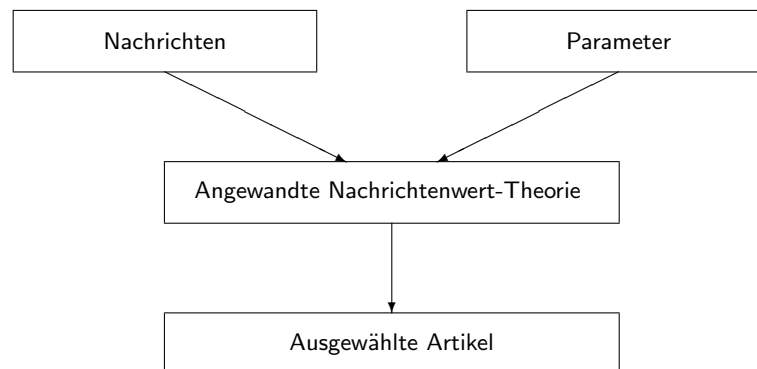 Nachrichten
Parameter
Angewandte Nachrichtenwert-Theorie
Ausgewählte Artikel